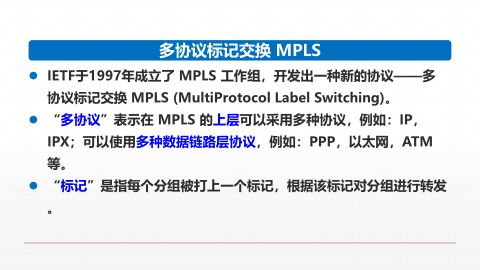 多协议标记交换 MPLS
IETF于1997年成立了 MPLS 工作组，开发出一种新的协议——多
协议标记交换 MPLS (MultiProtocol Label Switching)。
“多协议”表示在 MPLS 的上层可以采用多种协议，例如：IP，
IPX；可以使用多种数据链路层协议，例如：PPP，以太网，ATM
等。
“标记”是指每个分组被打上一个标记，根据该标记对分组进行转发
。